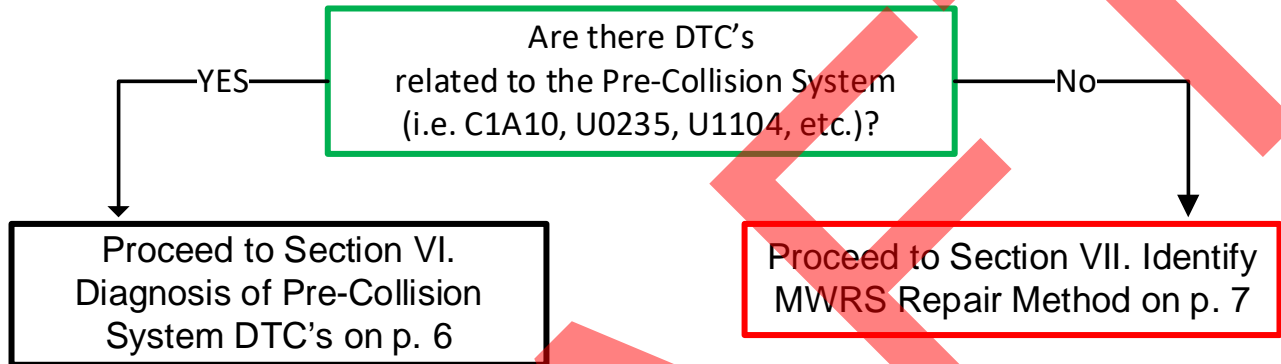 Are there DTC's
related to the Pre-Collision System
(i.e. C1A10, U0235, U1104, etc.)?
YES
No
Proceed to Section VI.
Diagnosis of Pre-Collision
System DTC's on p. 6
Proceed to Section VII. Identify
MWRS Repair Method on p. 7